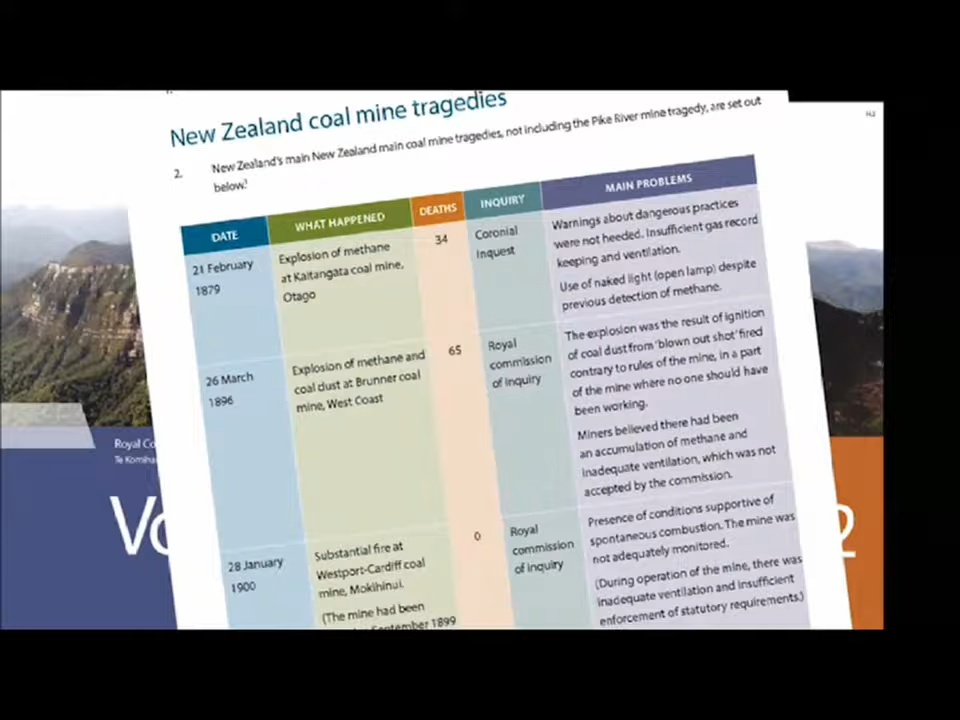 New Zealand coal mine tragedies
2. New Zealand's main New Zealand main coal mine tragedies, not including the Pike River mine tragedy, are set out
below.¹
DATE
WHAT HAPPENED
DEATHS
INQUIRY
MAIN PROBLEMS
21 February
1879
Explosion of methane
at Kaitangata coal mine,
Otago
34
Coronial
Inquest
Warnings about dangerous practices
were not heeded. Insufficient gas record
keeping and ventilation.
Use of naked light (open lamp) despite
previous detection of methane.
26 March
1896
Explosion of methane and
coal dust at Brunner coal
mine, West Coast
65
Royal
commission
of inquiry
The explosion was the result of ignition
of coal dust from 'blown out shot' fired
contrary to rules of the mine, in a part
of the mine where no one should have
been working.
Miners believed there had been
an accumulation of methane and
inadequate ventilation, which was not
accepted by the commission.
28 January
1900
Substantial fire at
Westport-Cardiff coal
mine, Mokihinui.
(The mine had been
September 1899
0
Royal
commission
of inquiry
Presence of conditions supportive of
spontaneous combustion. The mine was
not adequately monitored.
(During operation of the mine, there was
inadequate ventilation and insufficient
enforcement of statutory requirements.)
Royal Co
Te Komiha
Vo
2